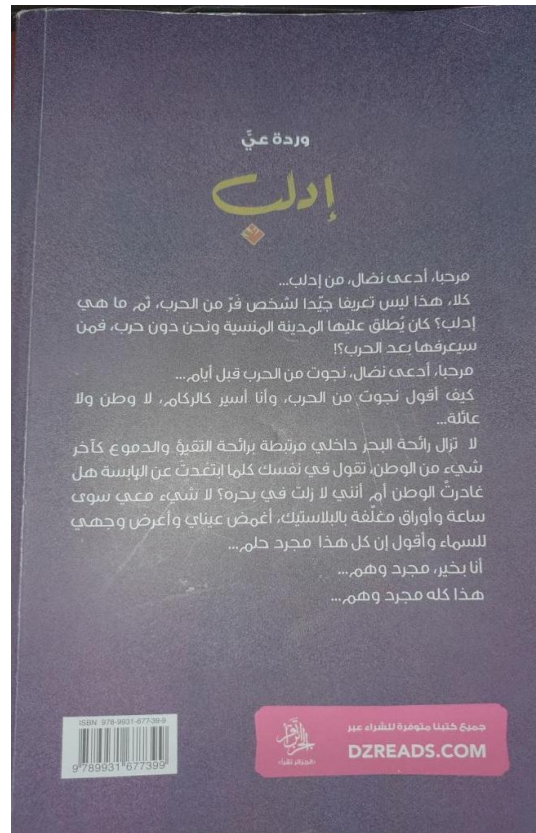 وردة عيَّ
إدلب
مرحبا، أدعى نضال، من إدلب...
كلا، هذا ليس تعريفا جيّدا لشخص فرّ من الحرب، ثم ما هي
إدلب؟ كان يُطلق عليها المدينة المنسية ونحن دون حرب، فمن
سيعرفها بعد الحرب؟!
مرحبا، أدعى نضال، نجوت من الحرب قبل أيام...
كيف أقول نجوت من الحرب، وأنا أسير كالركام، لا وطن ولا
عائلة...
لا تزال رائحة البحر داخلي مرتبطة برائحة التقيؤ والدموع كآخر
شيء من الوطن، تقول في نفسك كلما ابتعدت عن اليابسة هل
غادرتُ الوطن أم أنني لا زلت في بحره؟ لا شيء معي سوى
ساعة وأوراق مغلّفة بالبلاستيك، أغمض عيناي وأعرض وجهي
للسماء وأقول إن كل هذا مجرد حلم...
أنا بخير، مجرد وهم...
هذا كله مجرد وهم...
ISBN 978-9931-677-39-9
9 789931 677399
الجزائر تقرأ
جميع كتبنا متوفرة للشراء عبر
DZREADS.COM